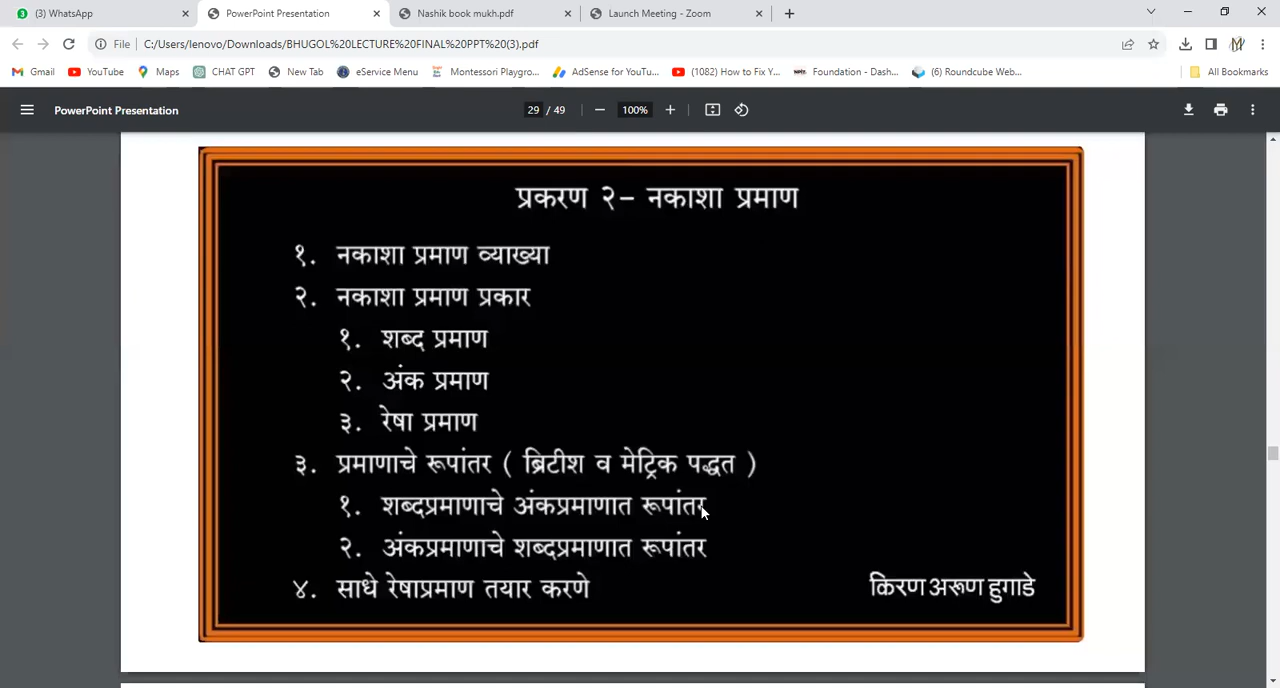 (3) WhatsApp
PowerPoint Presentation
Nashik book mukh.pdf
Launch Meeting - Zoom
File
C:/Users/lenovo/Downloads/BHUGOL%20LECTURE%20FINAL%20PPT%20(3).pdf
Gmail
YouTube
Maps
CHAT GPT
New Tab
eService Menu
Montessori Playgro...
AdSense for YouTu...
(1082) How to Fix Y...
Foundation - Dash...
(6) Roundcube Web...
All Bookmarks
PowerPoint Presentation
29 / 49
100%
प्रकरण २- नकाशा प्रमाण
१. नकाशा प्रमाण व्याख्या
२. नकाशा प्रमाण प्रकार
१. शब्द प्रमाण
२. अंक प्रमाण
३. रेषा प्रमाण
३. प्रमाणाचे रूपांतर ( ब्रिटीश व मेट्रिक पद्धत )
१. शब्दप्रमाणाचे अंकप्रमाणात रूपांतर
२. अंकप्रमाणाचे शब्दप्रमाणात रूपांतर
४. साधे रेषाप्रमाण तयार करणे
किरण अरूण हुगाडे